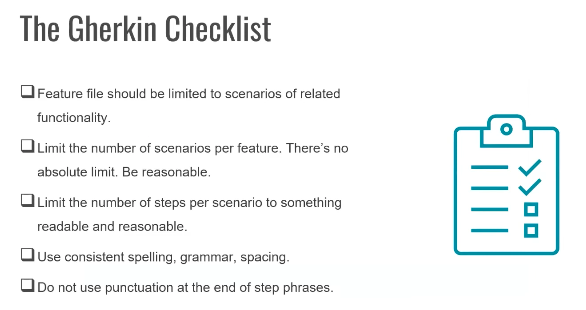 The Gherkin Checklist
Feature file should be limited to scenarios of related
functionality.
Limit the number of scenarios per feature. There's no
absolute limit. Be reasonable.
Limit the number of steps per scenario to something
readable and reasonable.
Use consistent spelling, grammar, spacing.
Do not use punctuation at the end of step phrases.